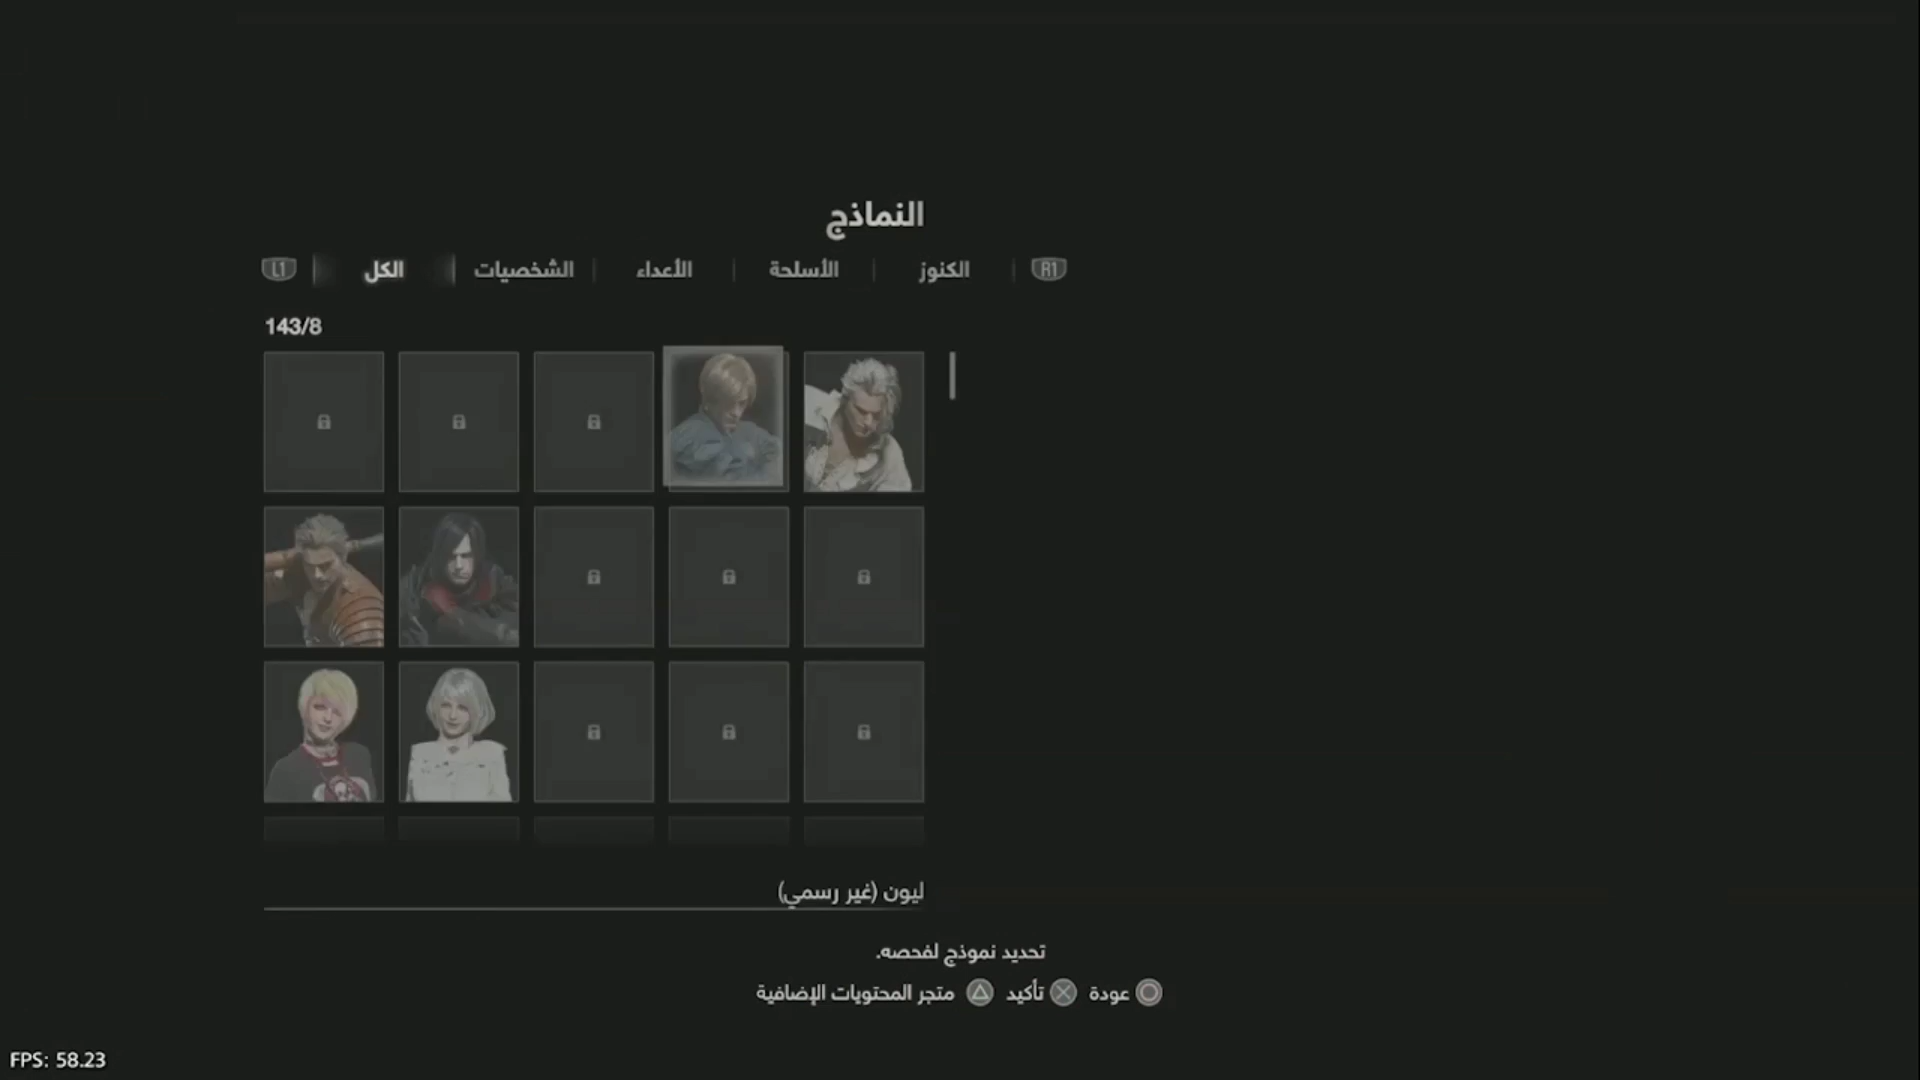 النماذج
L1 الكل الشخصيات الأعداء الأسلحة الكنوز R1
143/8
ليون (غير رسمي)
تحديد نموذج لفحصه.
عودة تأكيد متجر المحتويات الإضافية
FPS: 58.23